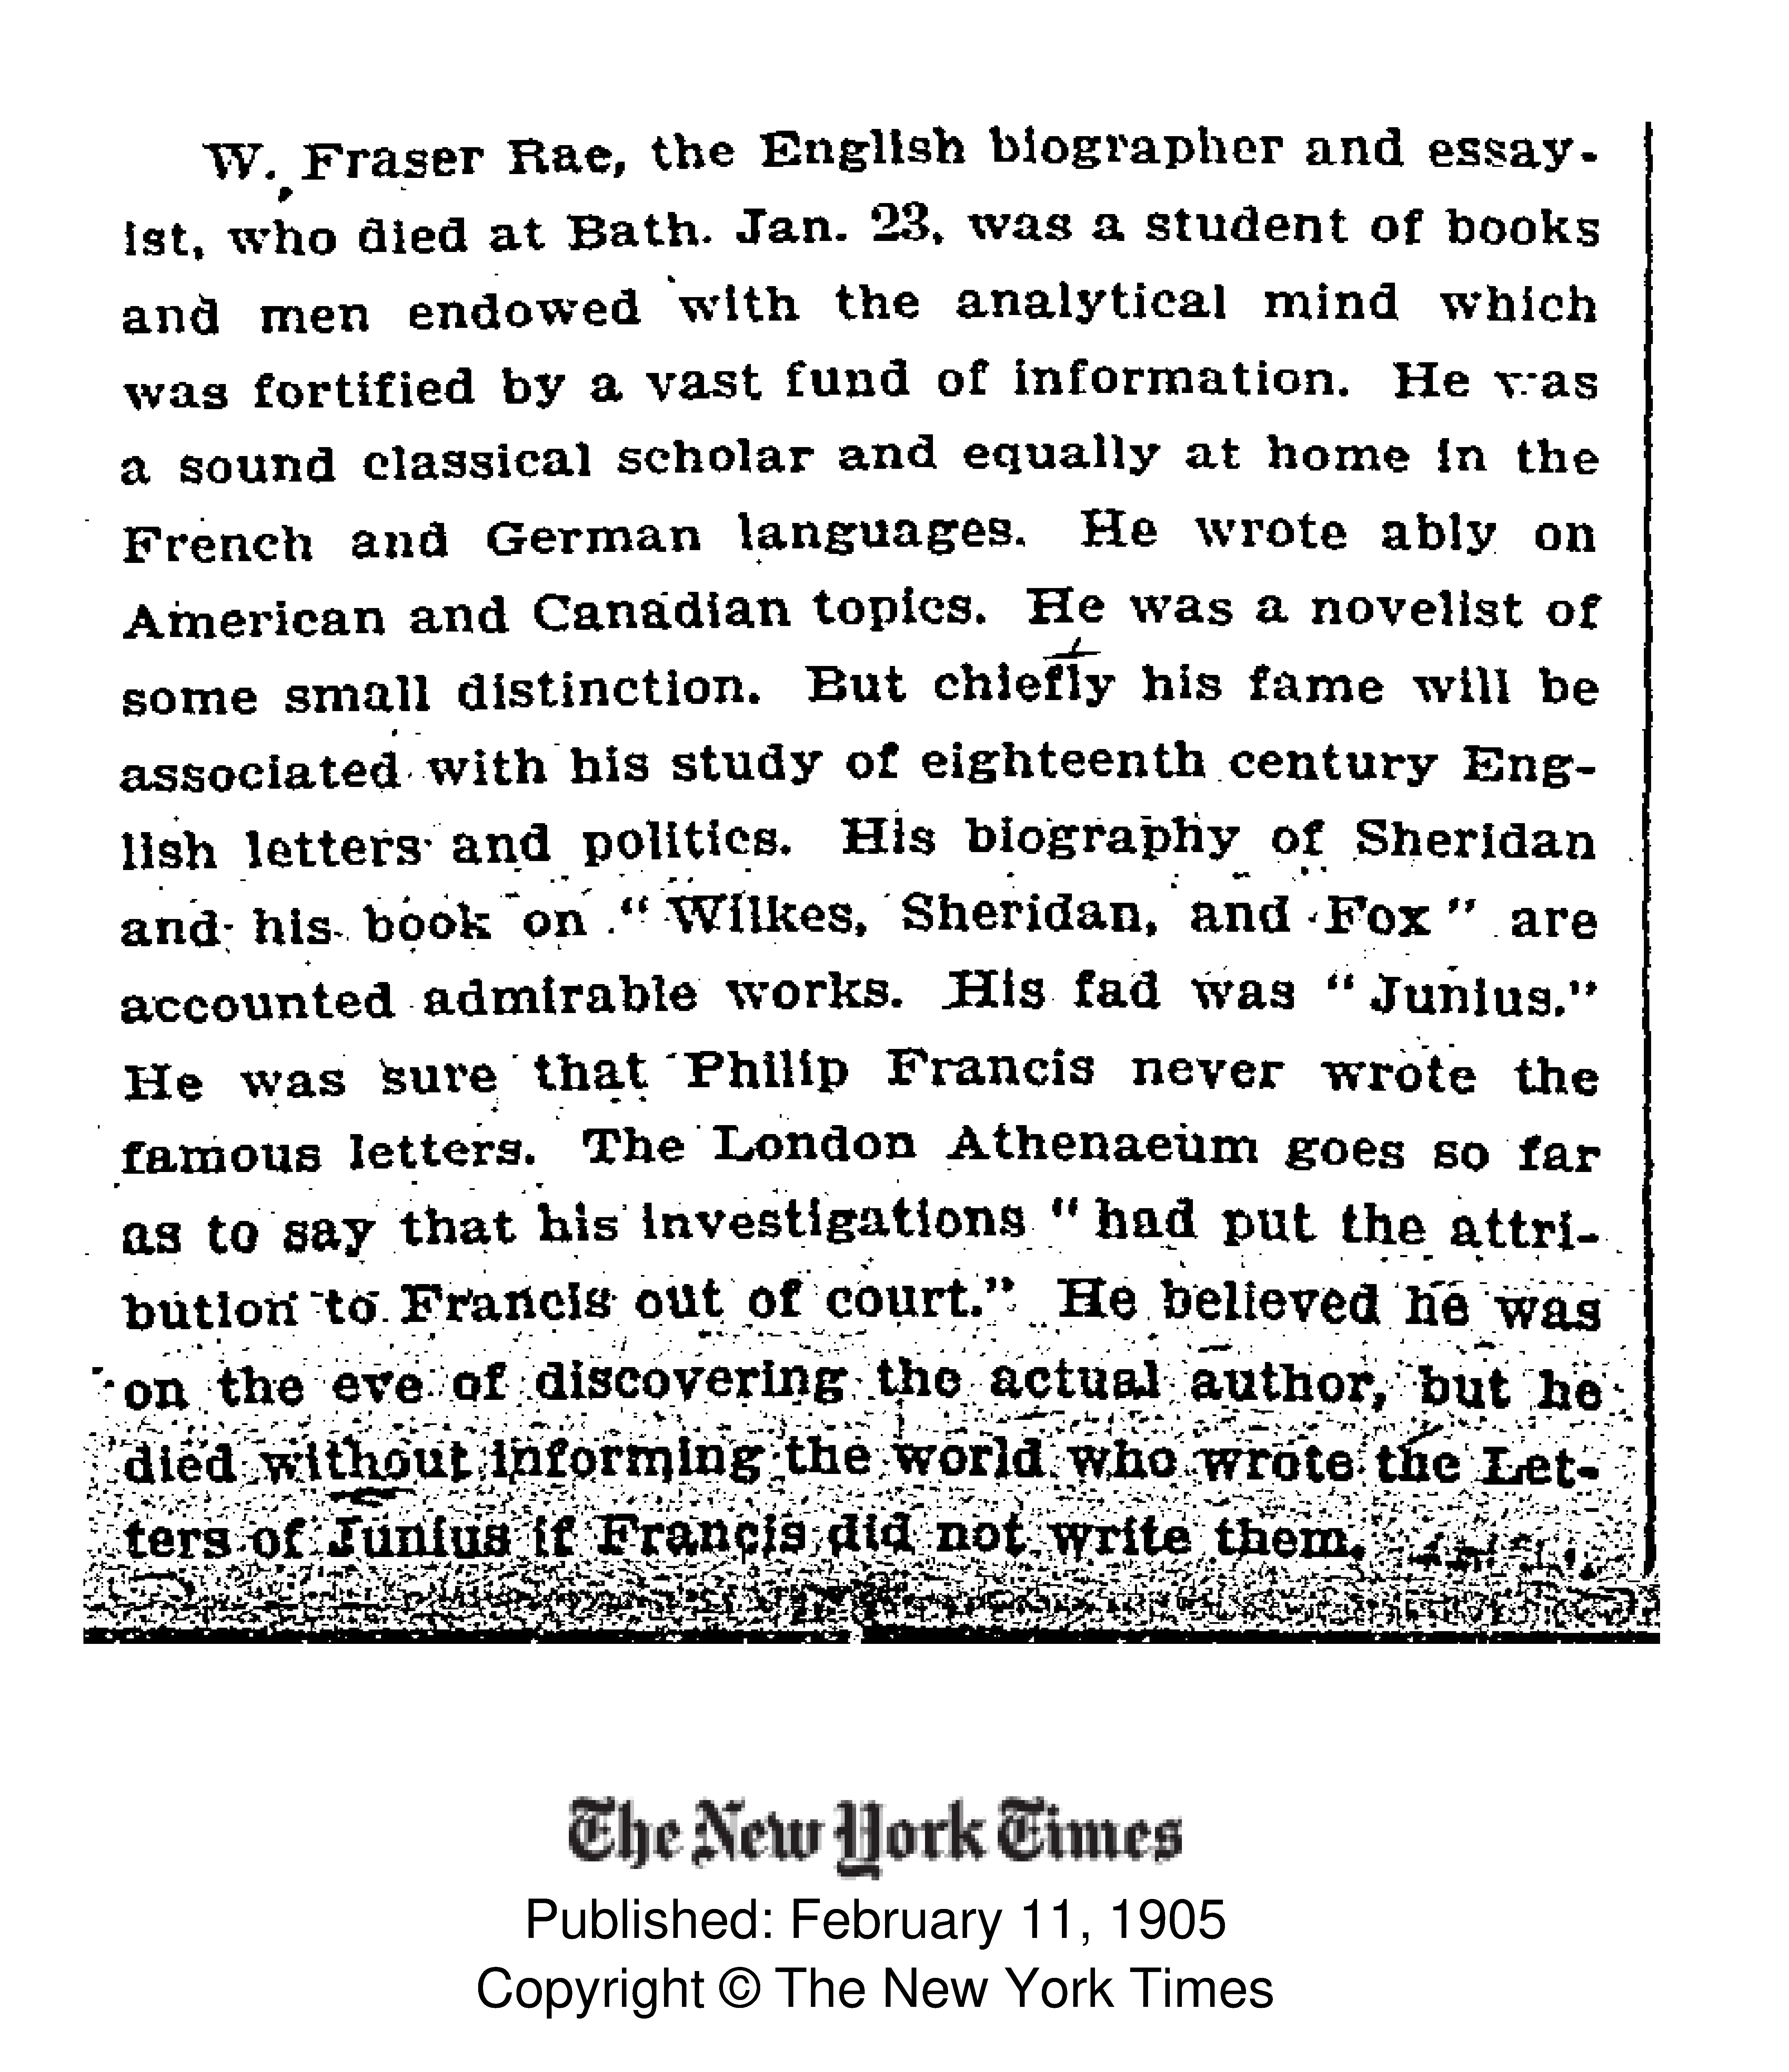 W. Fraser Rae, the English biographer and essay-
ist, who died at Bath. Jan. 23, was a student of books
and men endowed with the analytical mind which
was fortified by a vast fund of information. He was
a sound classical scholar and equally at home in the
French and German languages. He wrote ably on
American and Canadian topics. He was a novelist of
some small distinction. But chiefly his fame will be
associated with his study of eighteenth century Eng-
lish letters and politics. His biography of Sheridan
and his book on "Wilkes, Sheridan, and Fox" are
accounted admirable works. His fad was "Junius."
He was sure that Philip Francis never wrote the
famous letters. The London Athenaeum goes so far
as to say that his investigations "had put the attri-
bution to Francis out of court." He believed he was
on the eve of discovering the actual author, but he
died without informing the world who wrote the Let-
ters of Junius if Francis did not write them.
The New York Times
Published: February 11, 1905
Copyright © The New York Times